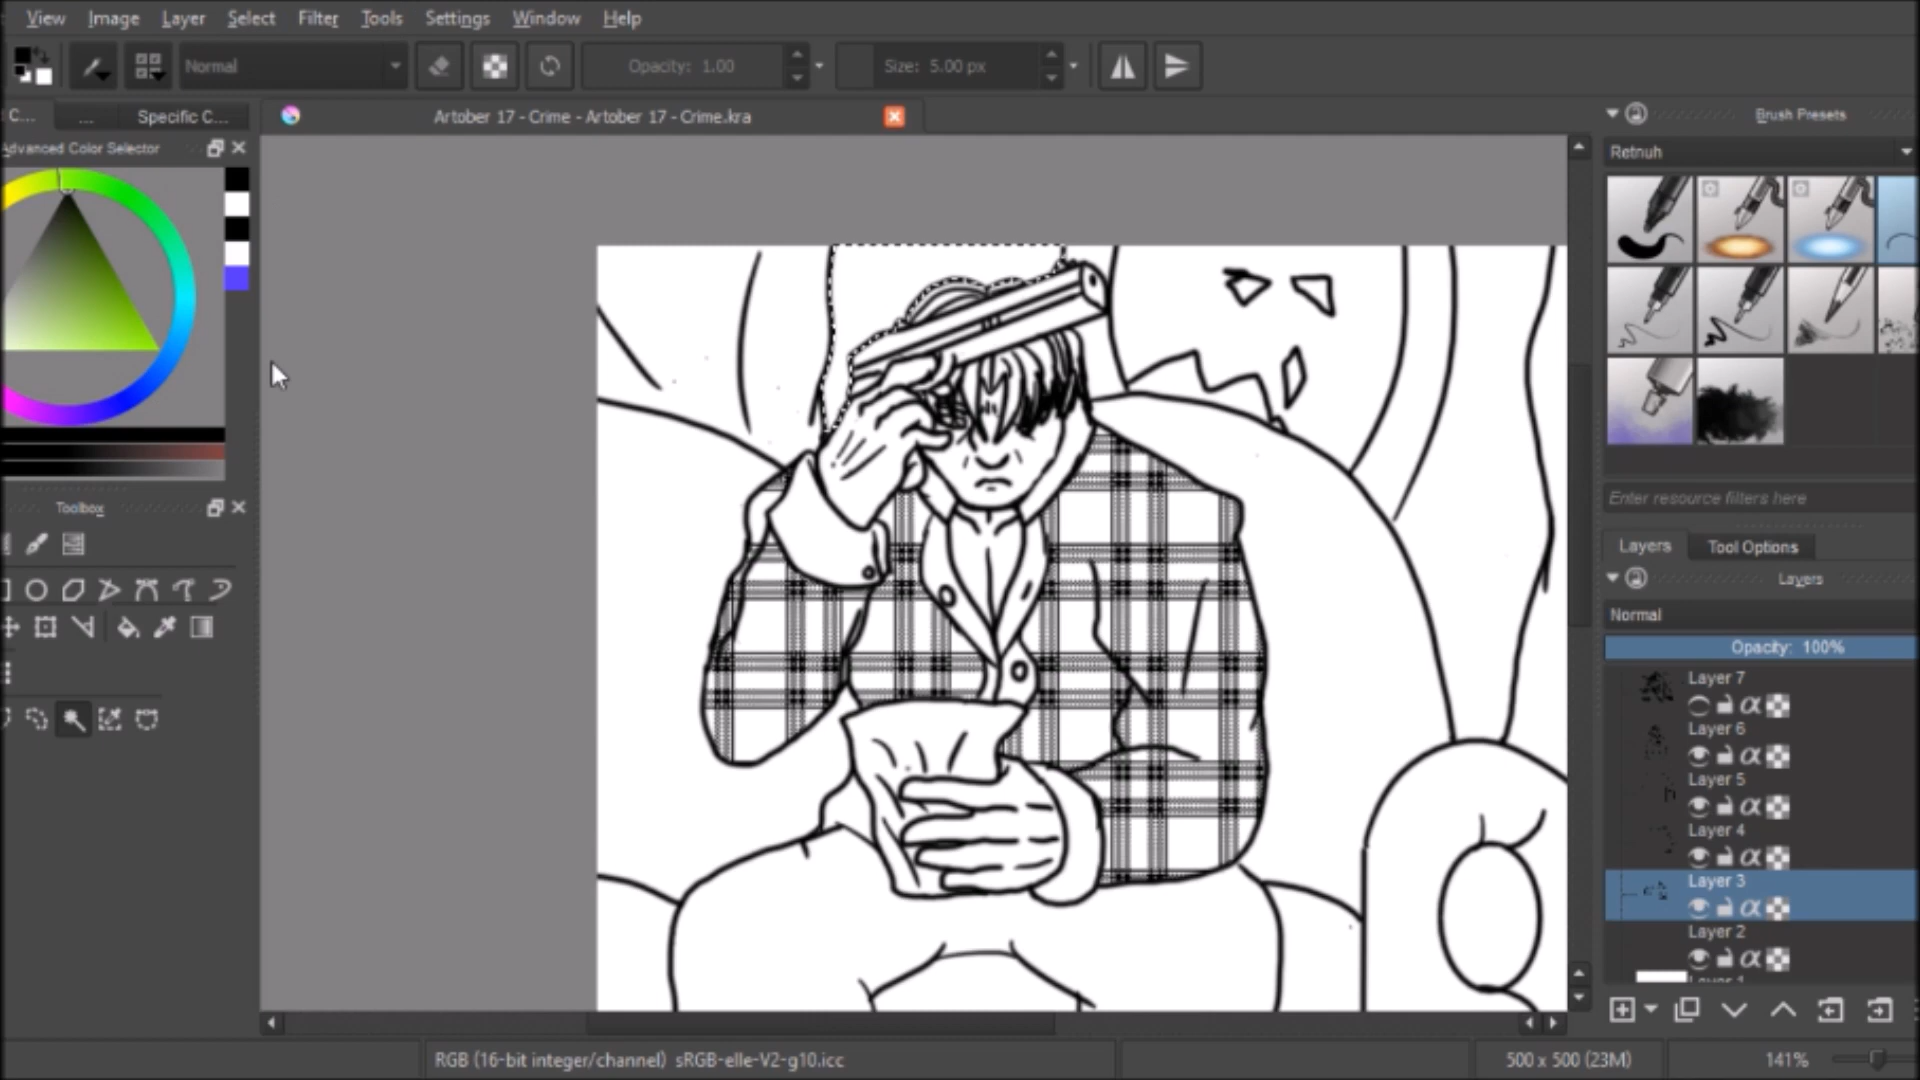 View Image Layer Select Filter Tools Settings Window Help
Normal Opacity: 1.00 Size: 5.00 px
C... ... Specific C... Artober 17 - Crime - Artober 17 - Crime.kra
Brush Presets
Advanced Color Selector
Retnuh
Enter resource filters here
Toolbox
Layers Tool Options
Layers
Normal
Opacity: 100%
Layer 7
Layer 6
Layer 5
Layer 4
Layer 3
Layer 2
RGB (16-bit integer/channel) sRGB-elle-V2-g10.icc 500 x 500 (23M) 141%